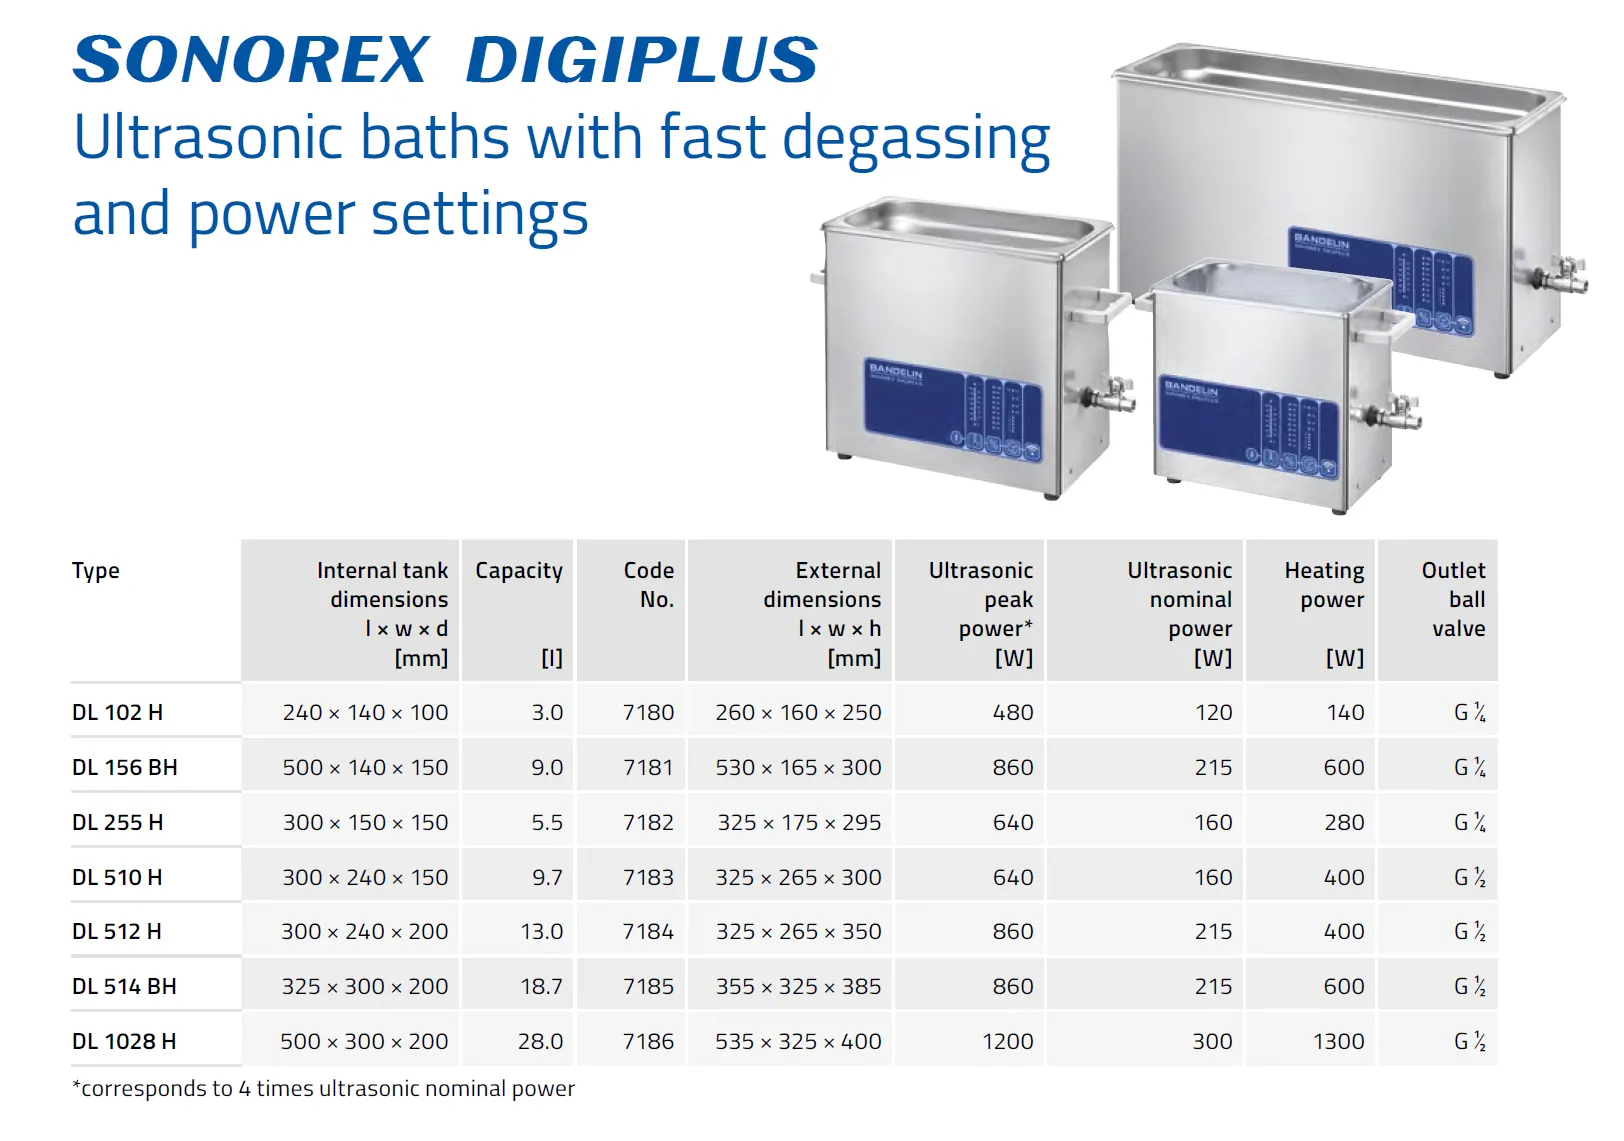 SONOREX DIGIPLUS
Ultrasonic baths with fast degassing
and power settings
BANDELIN
SONOREX DIGIPLUS
BANDELIN
SONOREX DIGIPLUS
BANDELIN
SONOREX DIGIPLUS
Type Internal tank dimensions l × w × d [mm] Capacity [l] Code No. External dimensions l × w × h [mm] Ultrasonic peak power* [W] Ultrasonic nominal power [W] Heating power [W] Outlet ball valve
DL 102 H 240 × 140 × 100 3.0 7180 260 × 160 × 250 480 120 140 G ¼
DL 156 BH 500 × 140 × 150 9.0 7181 530 × 165 × 300 860 215 600 G ¼
DL 255 H 300 × 150 × 150 5.5 7182 325 × 175 × 295 640 160 280 G ¼
DL 510 H 300 × 240 × 150 9.7 7183 325 × 265 × 300 640 160 400 G ½
DL 512 H 300 × 240 × 200 13.0 7184 325 × 265 × 350 860 215 400 G ½
DL 514 BH 325 × 300 × 200 18.7 7185 355 × 325 × 385 860 215 600 G ½
DL 1028 H 500 × 300 × 200 28.0 7186 535 × 325 × 400 1200 300 1300 G ½
*corresponds to 4 times ultrasonic nominal power